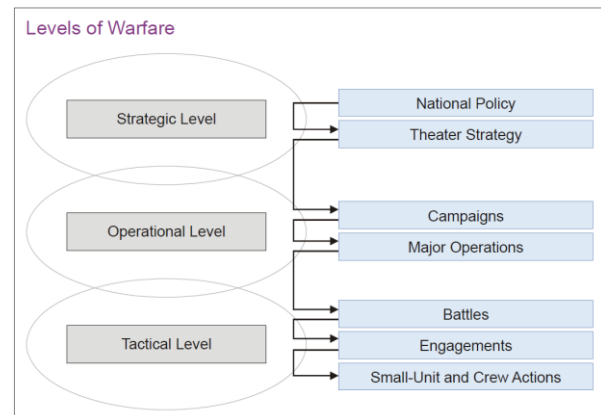 Levels of Warfare
Strategic Level
National Policy
Theater Strategy
Operational Level
Campaigns
Major Operations
Tactical Level
Battles
Engagements
Small-Unit and Crew Actions